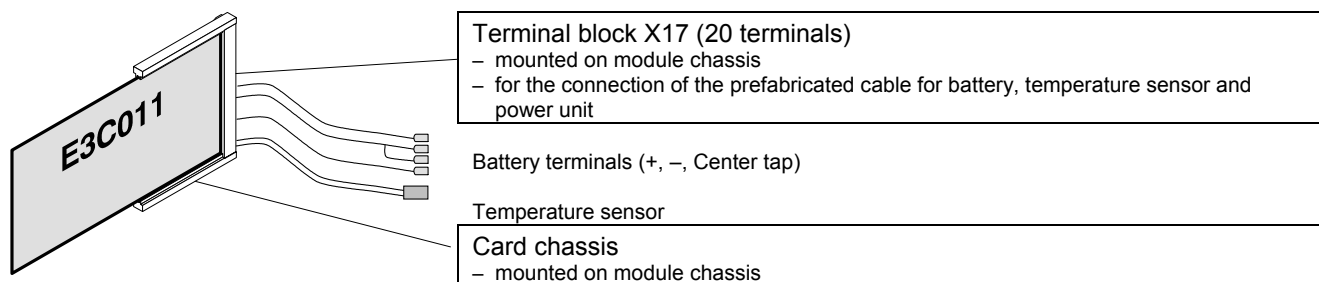 E3C011
Terminal block X17 (20 terminals)
– mounted on module chassis
– for the connection of the prefabricated cable for battery, temperature sensor and
power unit
Battery terminals (+, –, Center tap)
Temperature sensor
Card chassis
– mounted on module chassis